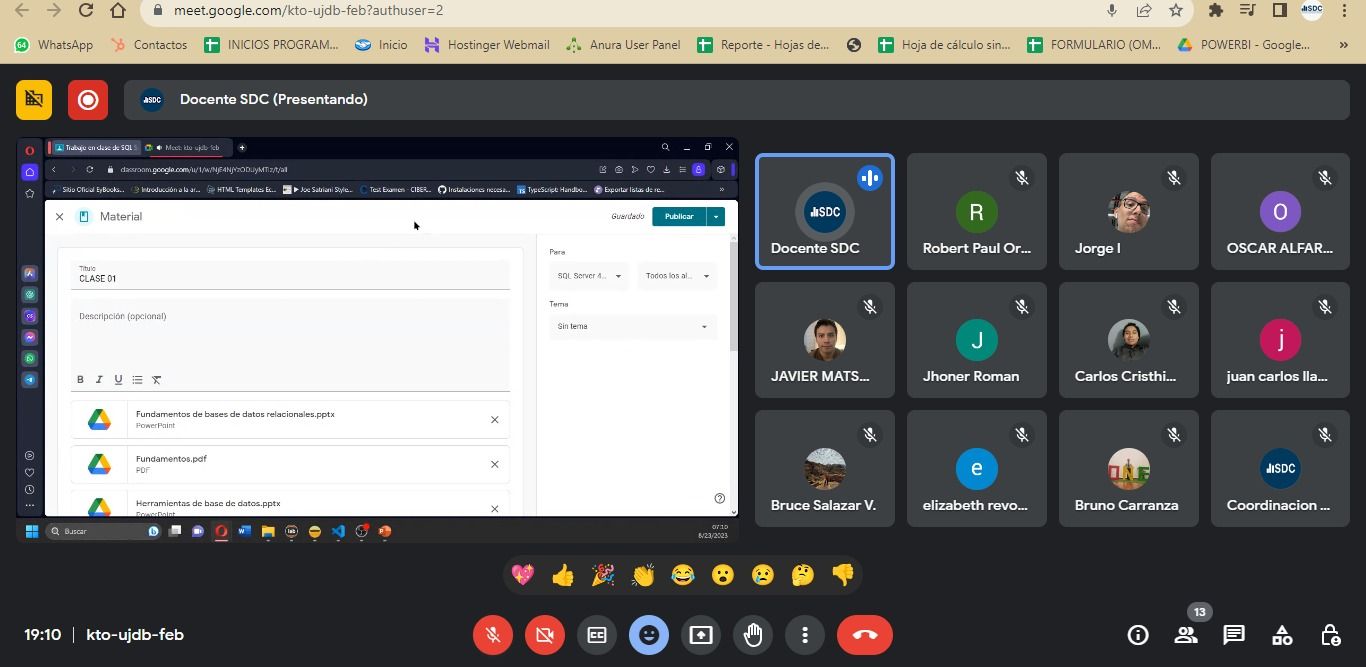 meet.google.com/kto-ujdb-feb?authuser=2
WhatsApp
Contactos
INICIOS PROGRAM...
Inicio
Hostinger Webmail
Anura User Panel
Reporte - Hojas de...
Hoja de cálculo sin...
FORMULARIO (OM...
POWERBI - Google...
»
SDC
Docente SDC (Presentando)
Trabajo en clase de SQL S
Meet: kto-ujdb-feb
classroom.google.com/u/1/w/NjE4NjYzODUyMTIz/t/all
Sitio Oficial EyBooks...
Introducción a la ar...
HTML Templates Ec...
Joe Satriani Style...
Test Examen - CIBER...
Instalaciones necesa...
TypeScript: Handbo...
Exportar listas de re...
Material
Guardado
Publicar
Título
CLASE 01
Descripción (opcional)
B I U
Fundamentos de bases de datos relacionales.pptx
PowerPoint
Fundamentos.pdf
PDF
Herramientas de base de datos.pptx
PowerPoint
Para
SQL Server 4...
Todos los al...
Tema
Sin tema
Buscar
07:10
8/23/2023
SDC
Docente SDC
R
Robert Paul Or...
Jorge I
O
OSCAR ALFAR...
JAVIER MATS...
J
Jhoner Roman
Carlos Cristhi...
j
juan carlos lla...
Bruce Salazar V.
e
elizabeth revo...
Bruno Carranza
SDC
Coordinacion ...
19:10 | kto-ujdb-feb
CC
13